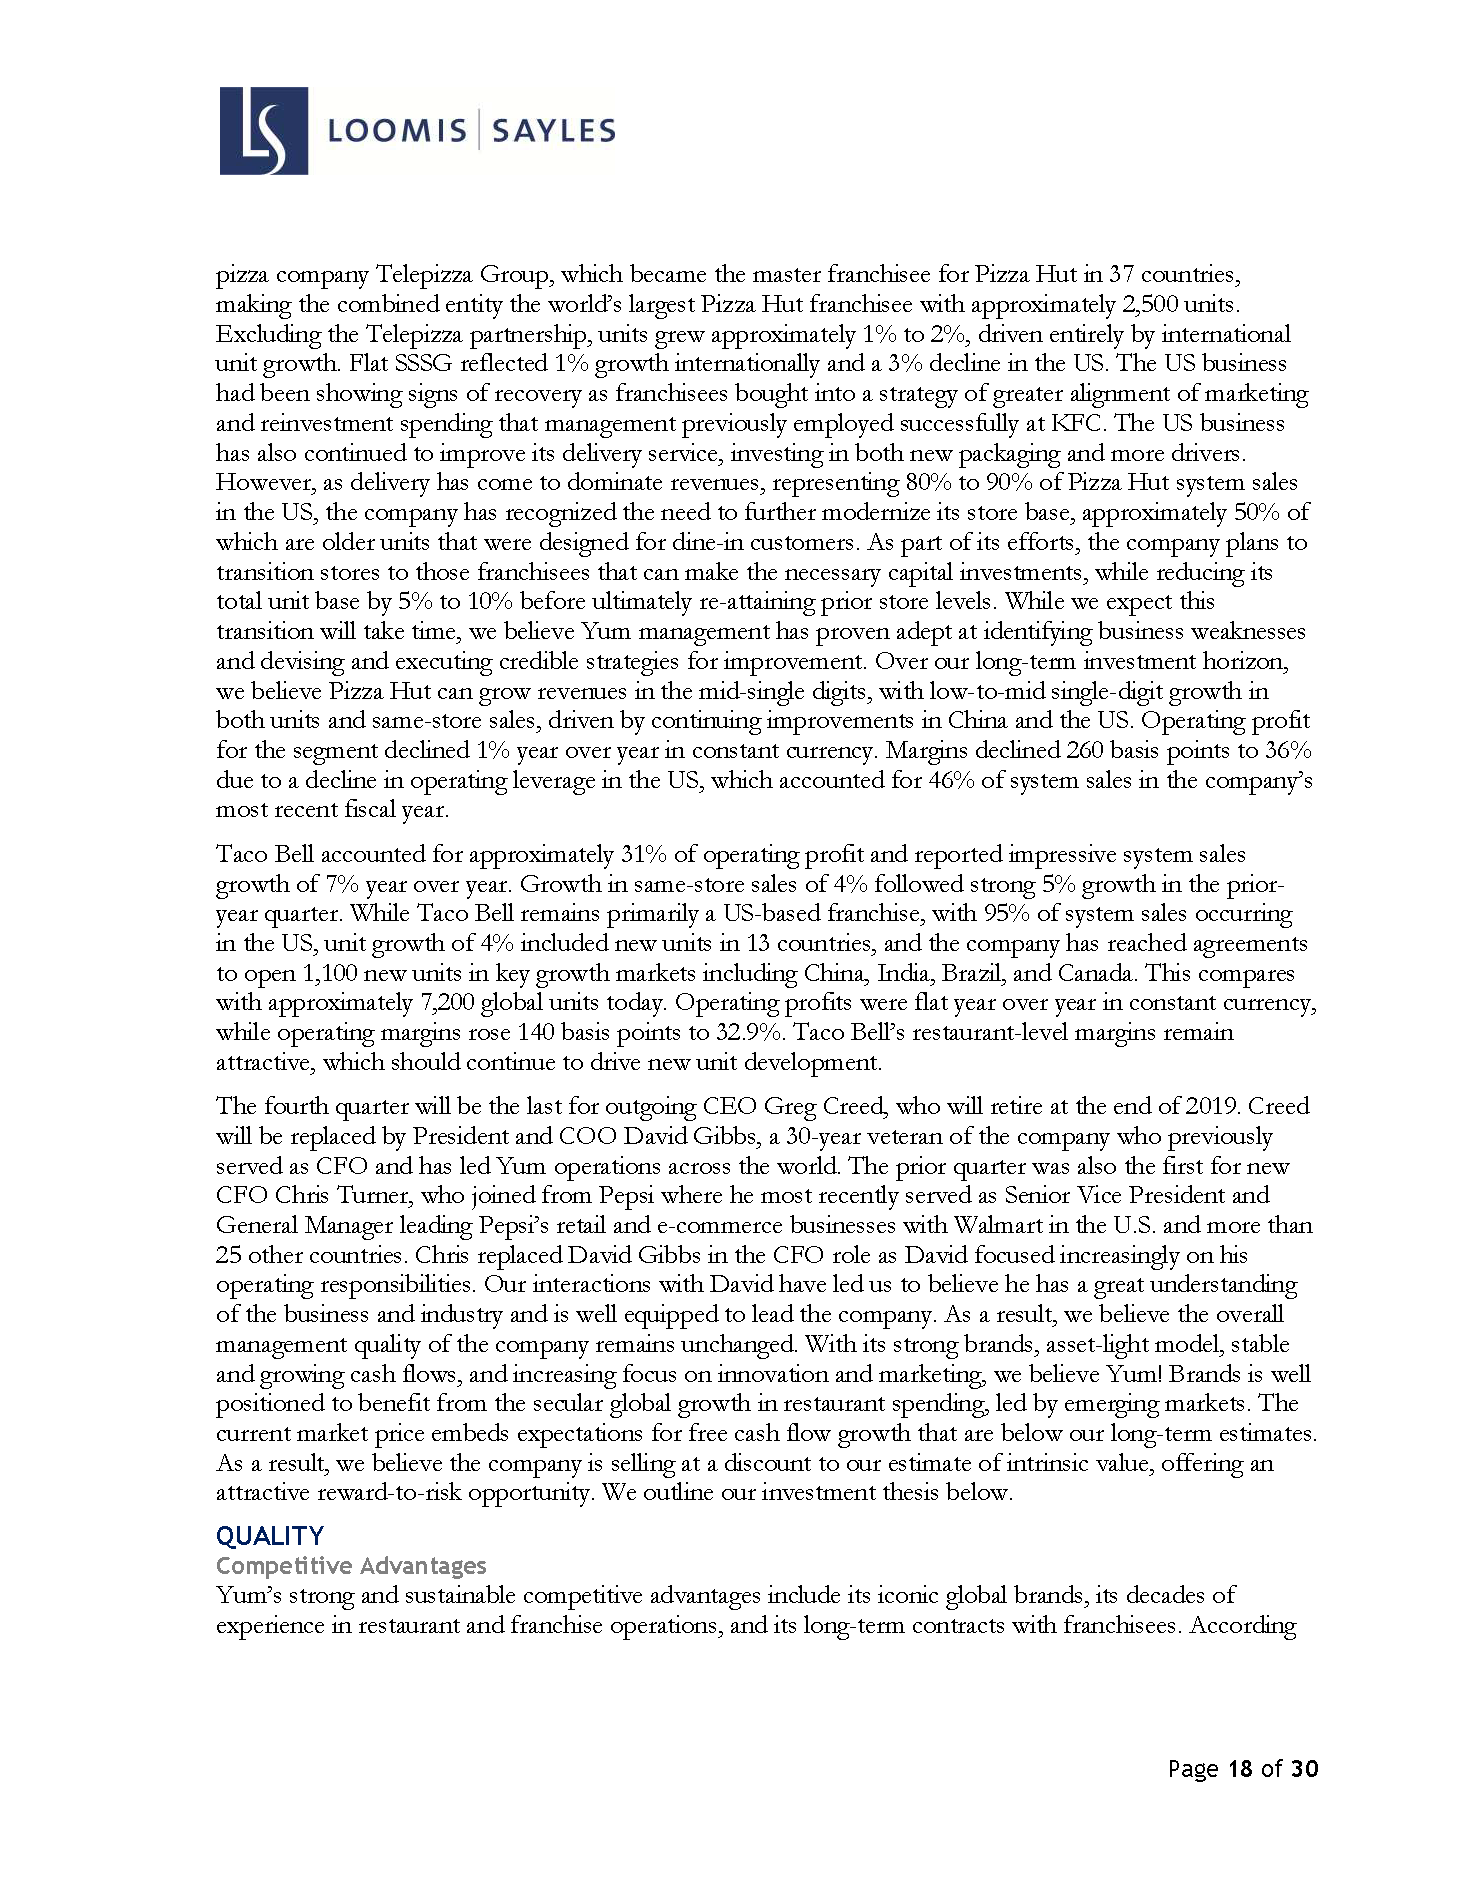 LS LOOMIS | SAYLES
pizza company Telepizza Group, which became the master franchisee for Pizza Hut in 37 countries,
making the combined entity the world’s largest Pizza Hut franchisee with approximately 2,500 units.
Excluding the Telepizza partnership, units grew approximately 1% to 2%, driven entirely by international
unit growth. Flat SSSG reflected 1% growth internationally and a 3% decline in the US. The US business
had been showing signs of recovery as franchisees bought into a strategy of greater alignment of marketing
and reinvestment spending that management previously employed successfully at KFC. The US business
has also continued to improve its delivery service, investing in both new packaging and more drivers.
However, as delivery has come to dominate revenues, representing 80% to 90% of Pizza Hut system sales
in the US, the company has recognized the need to further modernize its store base, approximately 50% of
which are older units that were designed for dine-in customers. As part of its efforts, the company plans to
transition stores to those franchisees that can make the necessary capital investments, while reducing its
total unit base by 5% to 10% before ultimately re-attaining prior store levels. While we expect this
transition will take time, we believe Yum management has proven adept at identifying business weaknesses
and devising and executing credible strategies for improvement. Over our long-term investment horizon,
we believe Pizza Hut can grow revenues in the mid-single digits, with low-to-mid single-digit growth in
both units and same-store sales, driven by continuing improvements in China and the US. Operating profit
for the segment declined 1% year over year in constant currency. Margins declined 260 basis points to 36%
due to a decline in operating leverage in the US, which accounted for 46% of system sales in the company’s
most recent fiscal year.
Taco Bell accounted for approximately 31% of operating profit and reported impressive system sales
growth of 7% year over year. Growth in same-store sales of 4% followed strong 5% growth in the prior-
year quarter. While Taco Bell remains primarily a US-based franchise, with 95% of system sales occurring
in the US, unit growth of 4% included new units in 13 countries, and the company has reached agreements
to open 1,100 new units in key growth markets including China, India, Brazil, and Canada. This compares
with approximately 7,200 global units today. Operating profits were flat year over year in constant currency,
while operating margins rose 140 basis points to 32.9%. Taco Bell’s restaurant-level margins remain
attractive, which should continue to drive new unit development.
The fourth quarter will be the last for outgoing CEO Greg Creed, who will retire at the end of 2019. Creed
will be replaced by President and COO David Gibbs, a 30-year veteran of the company who previously
served as CFO and has led Yum operations across the world. The prior quarter was also the first for new
CFO Chris Turner, who joined from Pepsi where he most recently served as Senior Vice President and
General Manager leading Pepsi’s retail and e-commerce businesses with Walmart in the U.S. and more than
25 other countries. Chris replaced David Gibbs in the CFO role as David focused increasingly on his
operating responsibilities. Our interactions with David have led us to believe he has a great understanding
of the business and industry and is well equipped to lead the company. As a result, we believe the overall
management quality of the company remains unchanged. With its strong brands, asset-light model, stable
and growing cash flows, and increasing focus on innovation and marketing, we believe Yum! Brands is well
positioned to benefit from the secular global growth in restaurant spending, led by emerging markets. The
current market price embeds expectations for free cash flow growth that are below our long-term estimates.
As a result, we believe the company is selling at a discount to our estimate of intrinsic value, offering an
attractive reward-to-risk opportunity. We outline our investment thesis below.
QUALITY
Competitive Advantages
Yum’s strong and sustainable competitive advantages include its iconic global brands, its decades of
experience in restaurant and franchise operations, and its long-term contracts with franchisees. According
Page 18 of 30